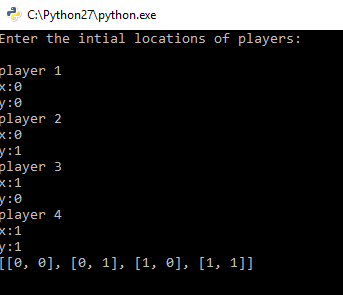 C:\Python27\python.exe
Enter the intial locations of players:
player 1
x:0
y:0
player 2
x:0
y:1
player 3
x:1
y:0
player 4
x:1
y:1
[[0, 0], [0, 1], [1, 0], [1, 1]]